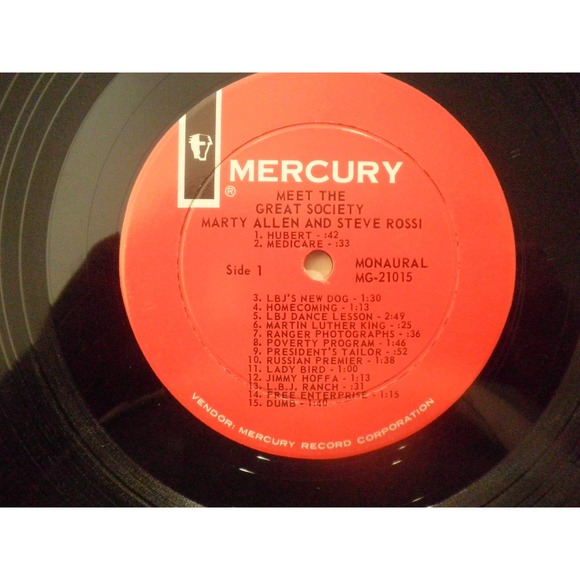 MERCURY
®
MEET THE
GREAT SOCIETY
MARTY ALLEN AND STEVE ROSSI
1. HUBERT - :42
2. MEDICARE - :33
Side 1
MONAURAL
MG-21015
3. LBJ'S NEW DOG - 1:30
4. HOMECOMING - 1:13
5. LBJ DANCE LESSON - 2:49
6. MARTIN LUTHER KING - :25
7. RANGER PHOTOGRAPHS - :36
8. POVERTY PROGRAM - 1:46
9. PRESIDENT'S TAILOR - :52
10. RUSSIAN PREMIER - 1:38
11. LADY BIRD - 1:00
12. JIMMY HOFFA - 1:13
13. L.B.J. RANCH - :31
14. FREE ENTERPRISE - 1:15
15. DUMB - 1:40
VENDOR: MERCURY RECORD CORPORATION